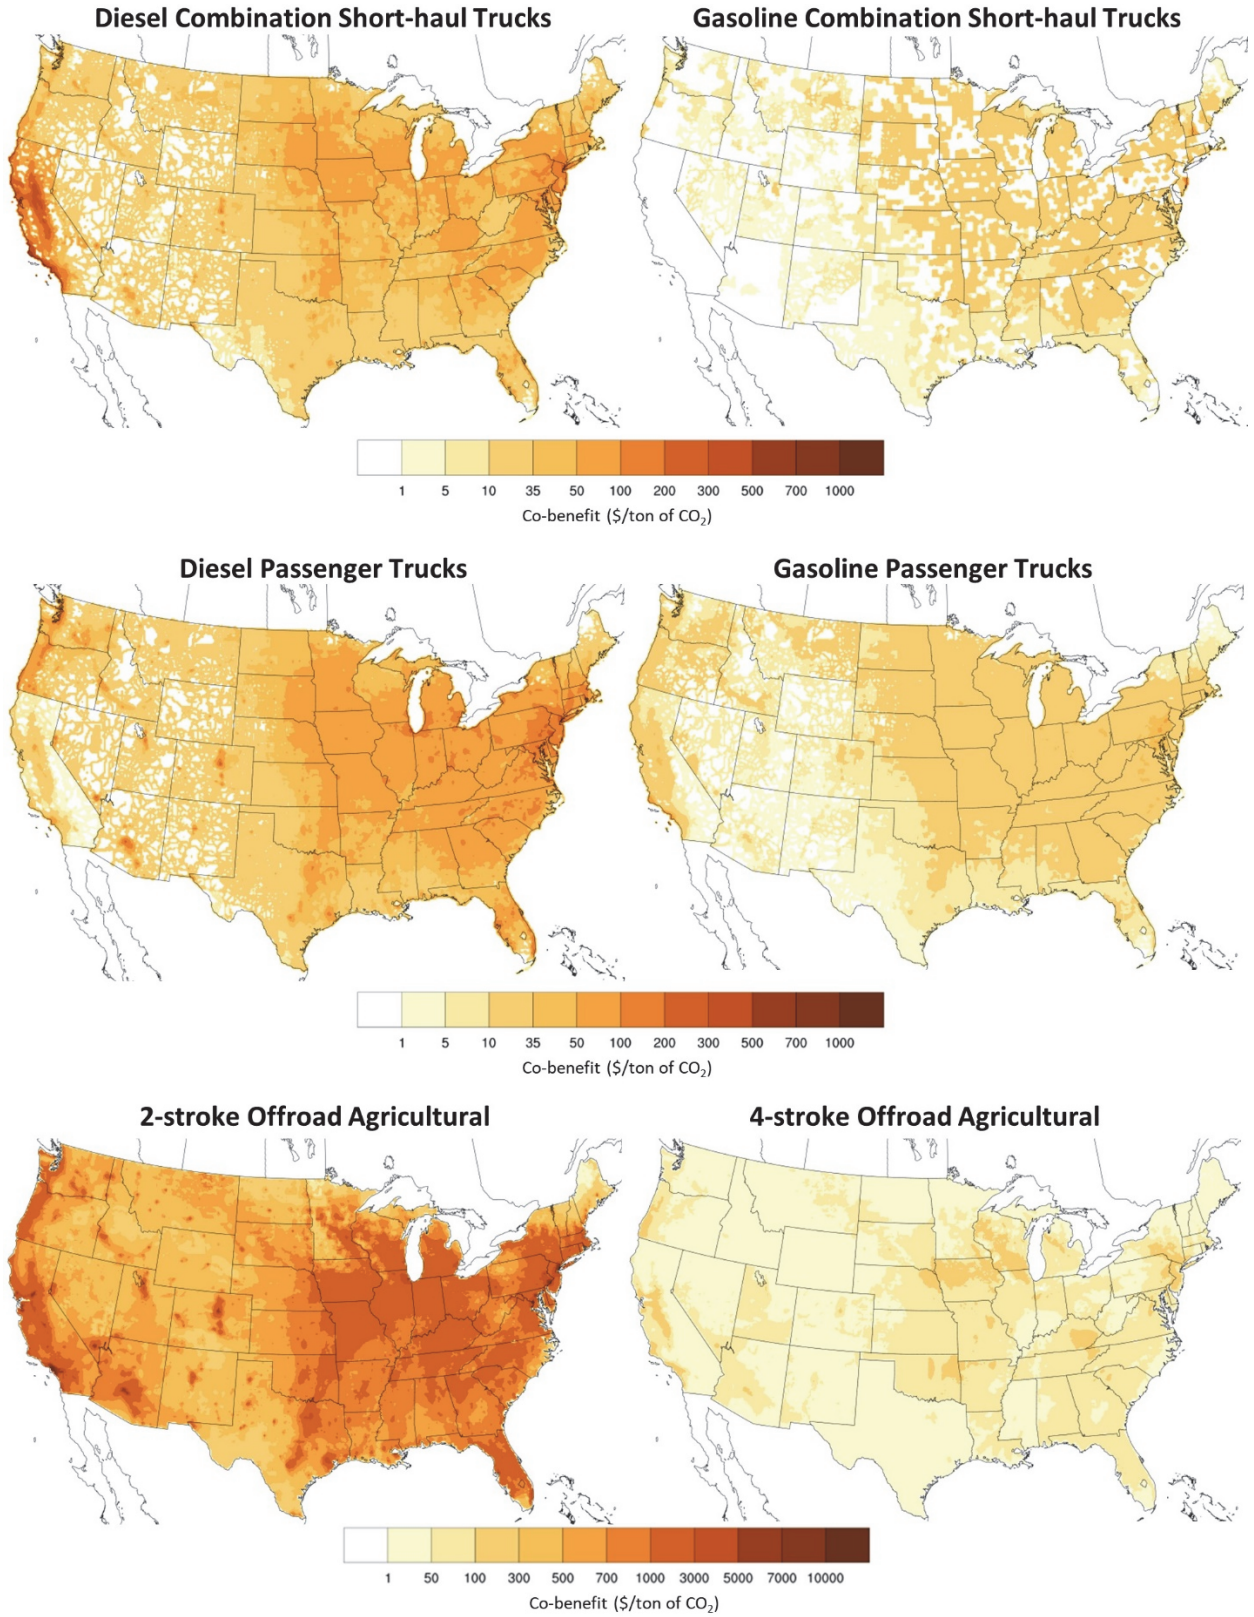 Diesel Combination Short-haul Trucks
Gasoline Combination Short-haul Trucks
1 5 10 35 50 100 200 300 500 700 1000
Co-benefit ($/ton of CO₂)
Diesel Passenger Trucks
Gasoline Passenger Trucks
1 5 10 35 50 100 200 300 500 700 1000
Co-benefit ($/ton of CO₂)
2-stroke Offroad Agricultural
4-stroke Offroad Agricultural
1 50 100 300 500 700 1000 3000 5000 7000 10000
Co-benefit ($/ton of CO₂)